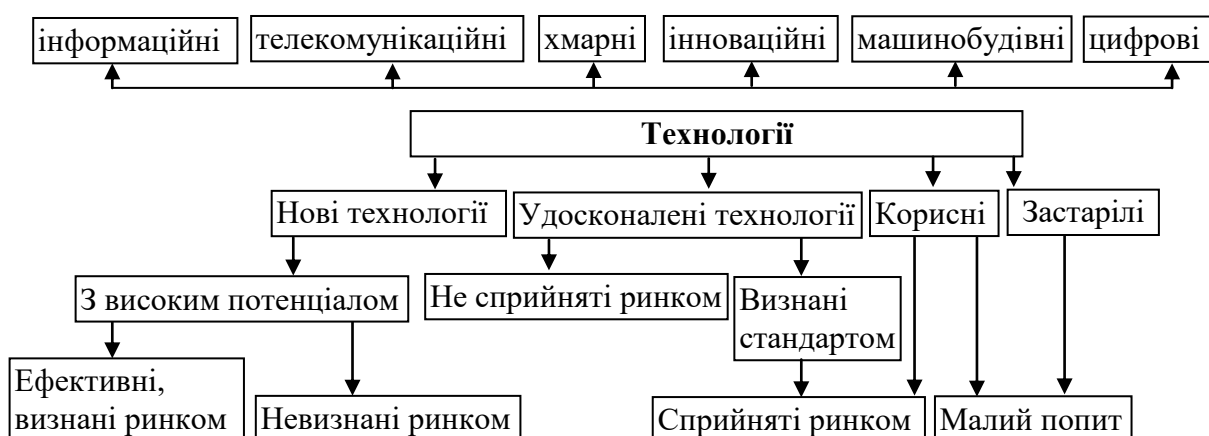 інформаційні
телекомунікаційні
хмарні
інноваційні
машинобудівні
цифрові
Технології
Нові технології
Удосконалені технології
Корисні
Застарілі
З високим потенціалом
Не сприйняті ринком
Визнані
стандартом
Ефективні,
визнані ринком
Невизнані ринком
Сприйняті ринком
Малий попит